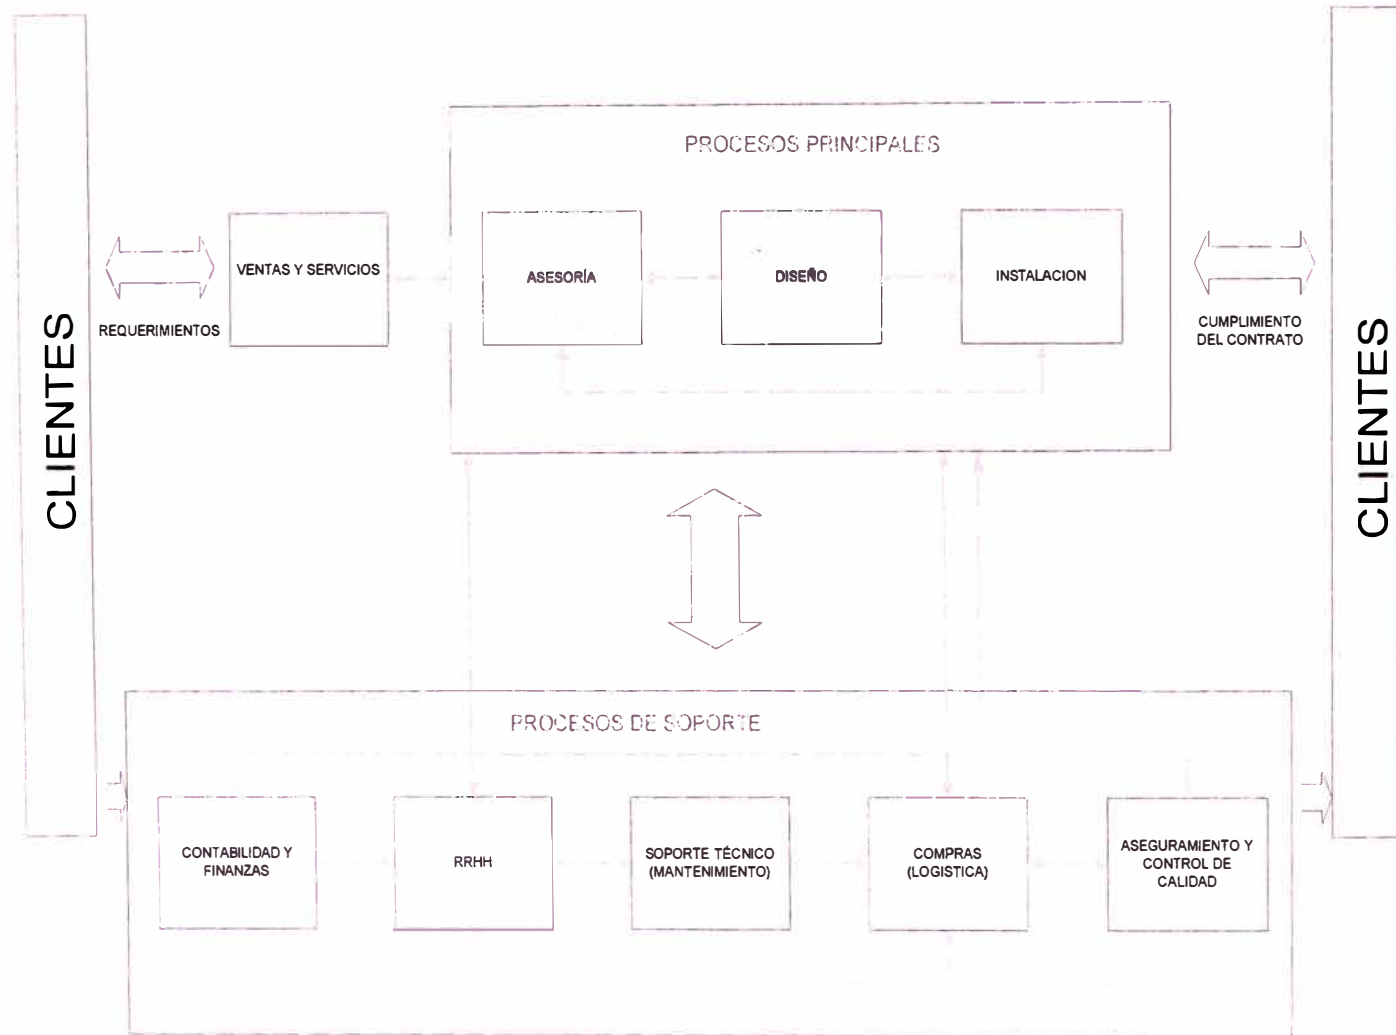 CLIENTES
PROCESOS PRINCIPALES
VENTAS Y SERVICIOS
ASESORÍA
DISEÑO
INSTALACION
REQUERIMIENTOS
CUMPLIMIENTO
DEL CONTRATO
CLIENTES
PROCESOS DE SOPORTE
CONTABILIDAD Y
FINANZAS
RRHH
SOPORTE TÉCNICO
(MANTENIMIENTO)
COMPRAS
(LOGISTICA)
ASEGURAMIENTO Y
CONTROL DE
CALIDAD